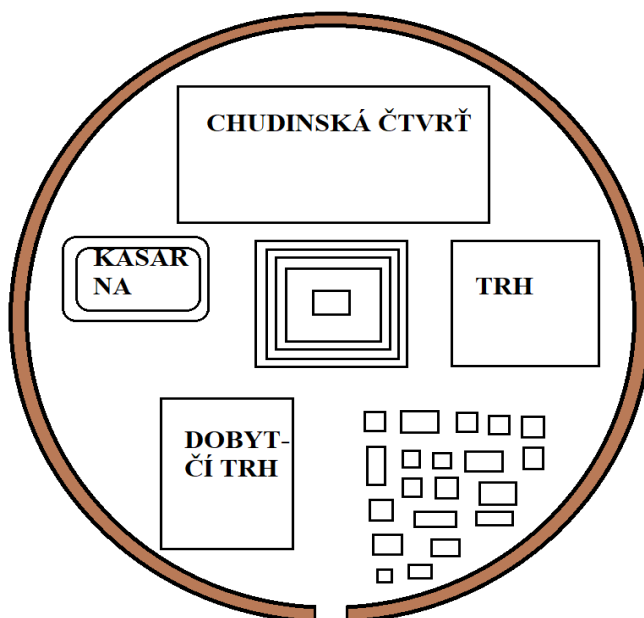 CHUDINSKÁ ČTVRŤ
KASAR
NA
TRH
DOBYT-
ČÍ TRH